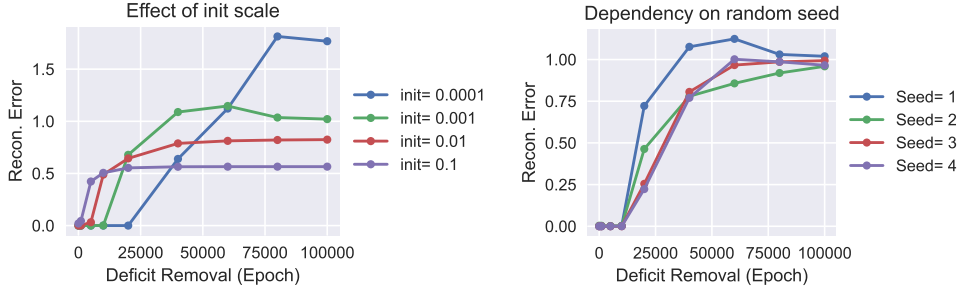 Effect of init scale
Recon. Error
1.5
1.0
0.5
0.0
0 25000 50000 75000 100000
Deficit Removal (Epoch)
init= 0.0001
init= 0.001
init= 0.01
init= 0.1
Dependency on random seed
Recon. Error
1.00
0.75
0.50
0.25
0.00
0 25000 50000 75000 100000
Deficit Removal (Epoch)
Seed= 1
Seed= 2
Seed= 3
Seed= 4